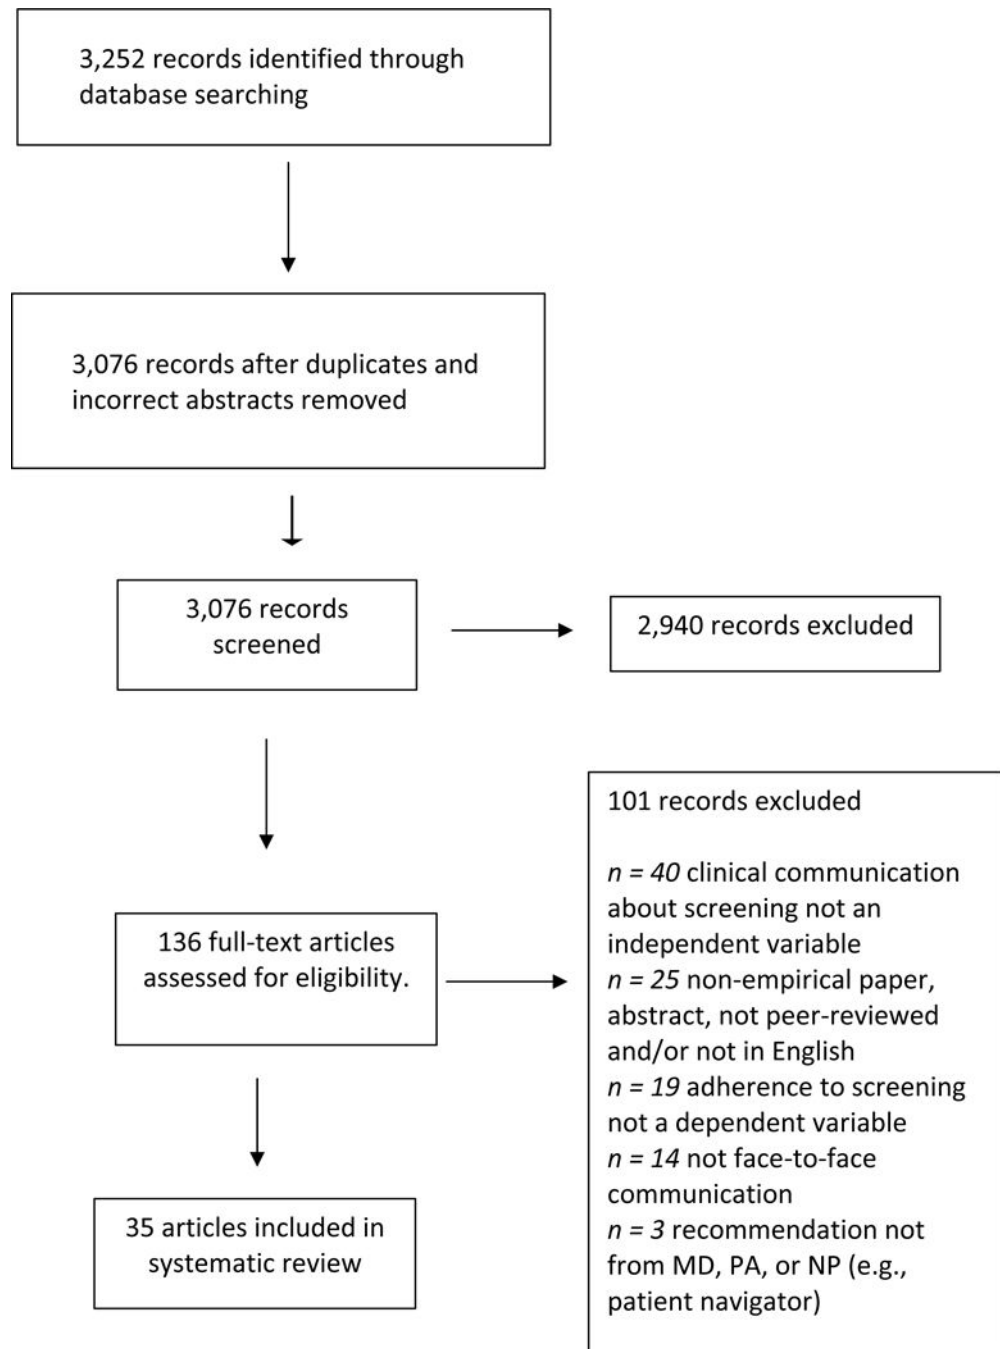 3,252 records identified through
database searching
3,076 records after duplicates and
incorrect abstracts removed
3,076 records
screened
2,940 records excluded
136 full-text articles
assessed for eligibility.
101 records excluded
n = 40 clinical communication
about screening not an
independent variable
n = 25 non-empirical paper,
abstract, not peer-reviewed
and/or not in English
n = 19 adherence to screening
not a dependent variable
n = 14 not face-to-face
communication
n = 3 recommendation not
from MD, PA, or NP (e.g.,
patient navigator)
35 articles included in
systematic review